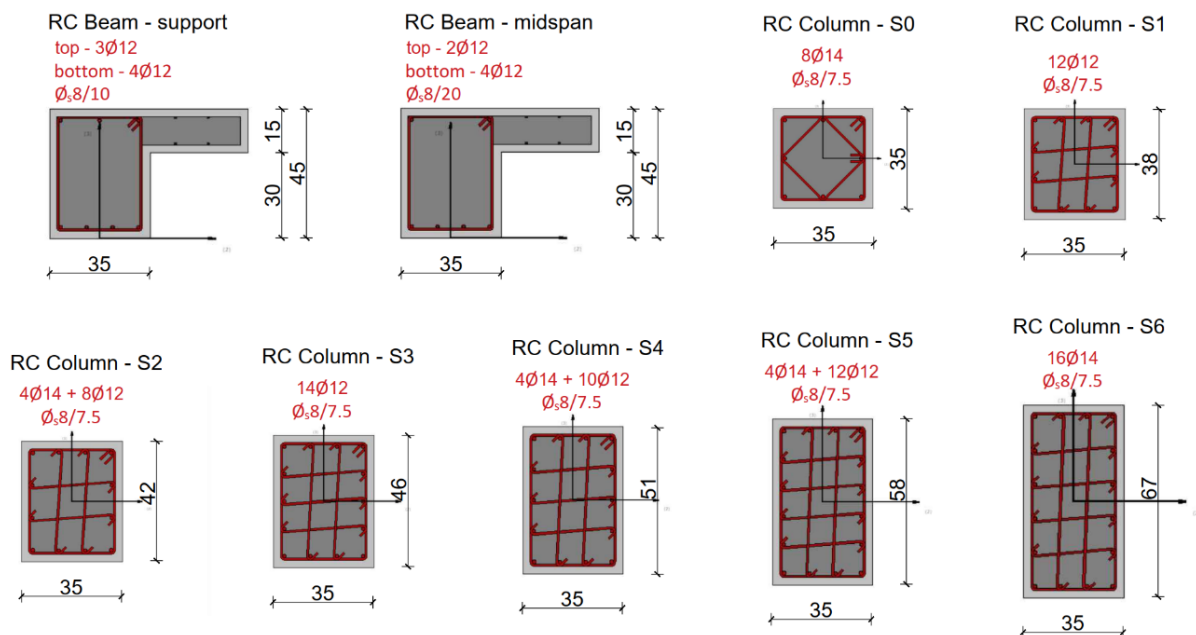 RC Beam - support
top - 3Ø12
bottom - 4Ø12
Øs8/10
15
30
45
35
RC Beam - midspan
top - 2Ø12
bottom - 4Ø12
Øs8/20
15
30
45
35
RC Column - S0
8Ø14
Øs8/7.5
35
35
RC Column - S1
12Ø12
Øs8/7.5
38
35
RC Column - S2
4Ø14 + 8Ø12
Øs8/7.5
42
35
RC Column - S3
14Ø12
Øs8/7.5
46
35
RC Column - S4
4Ø14 + 10Ø12
Øs8/7.5
51
35
RC Column - S5
4Ø14 + 12Ø12
Øs8/7.5
58
35
RC Column - S6
16Ø14
Øs8/7.5
67
35